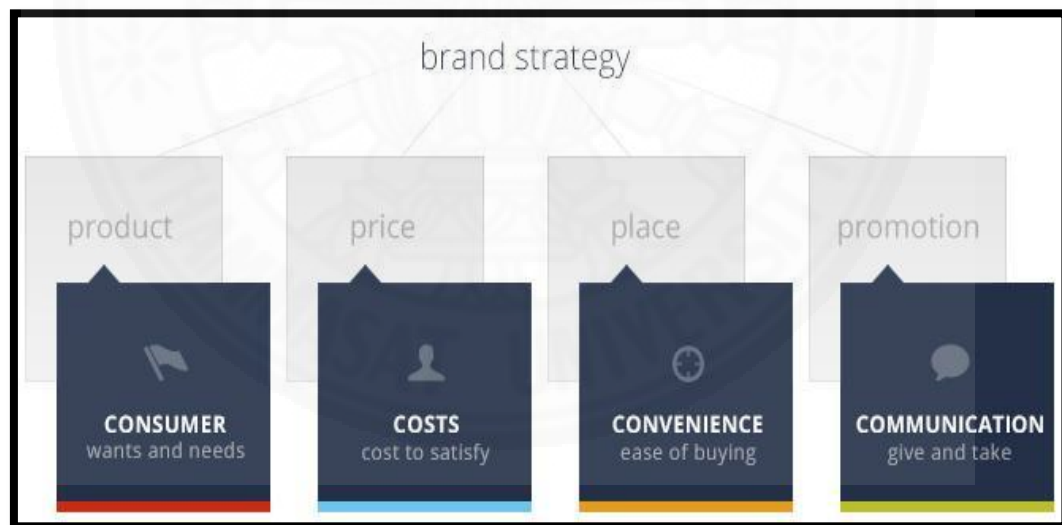 brand strategy
product
price
place
promotion
CONSUMER
wants and needs
COSTS
cost to satisfy
CONVENIENCE
ease of buying
COMMUNICATION
give and take